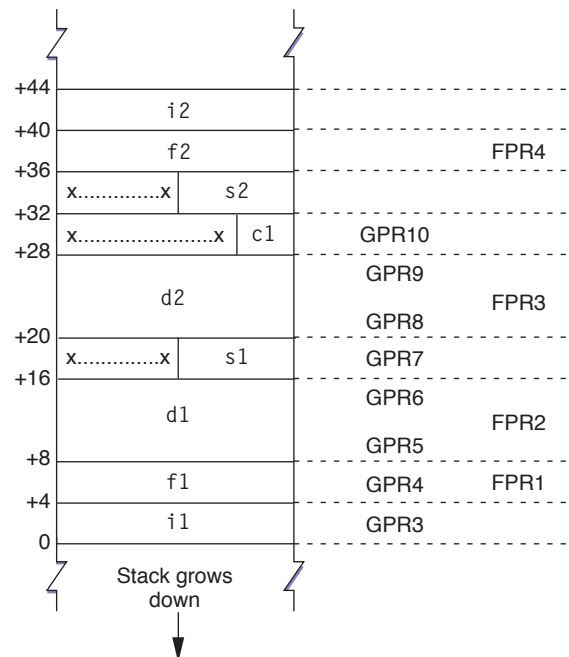 +44
i2
+40
f2 FPR4
+36
x..............x s2
+32
x.......................x c1 GPR10
+28
GPR9
d2 FPR3
GPR8
+20
x..............x s1 GPR7
+16
GPR6
d1 FPR2
GPR5
+8
f1 GPR4 FPR1
+4
i1 GPR3
0
Stack grows
down